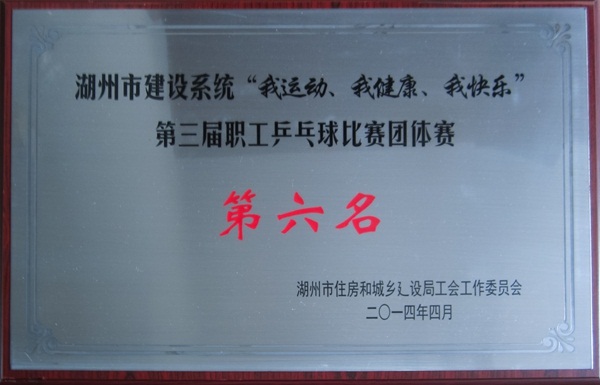 湖州市建设系统“我运动、我健康、我快乐”
第三届职工乒乓球比赛团体赛
第六名
湖州市住房和城乡建设局工会工作委员会
二〇一四年四月